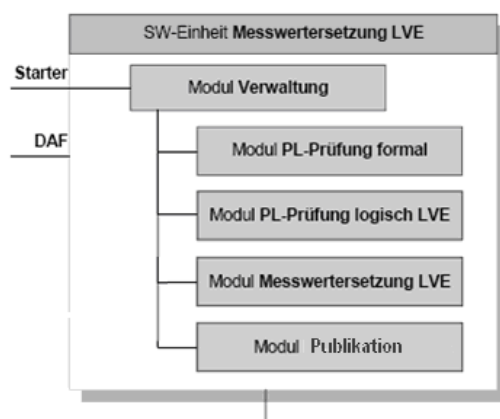 SW-Einheit Messwertersetzung LVE
Starter
Modul Verwaltung
DAF
Modul PL-Prüfung formal
Modul PL-Prüfung logisch LVE
Modul Messwertersetzung LVE
Modul Publikation